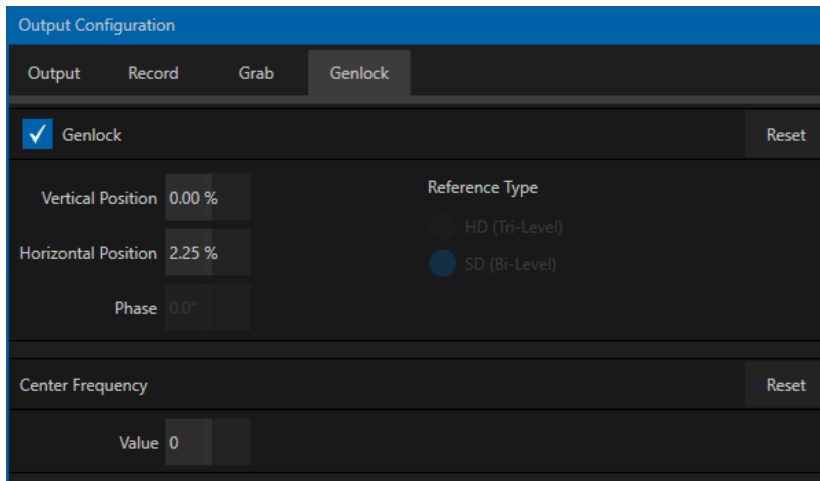 Output Configuration
Output Record Grab Genlock
Genlock Reset
Vertical Position 0.00 % Reference Type
HD (Tri-Level)
Horizontal Position 2.25 %
SD (Bi-Level)
Phase 0.0°
Center Frequency Reset
Value 0